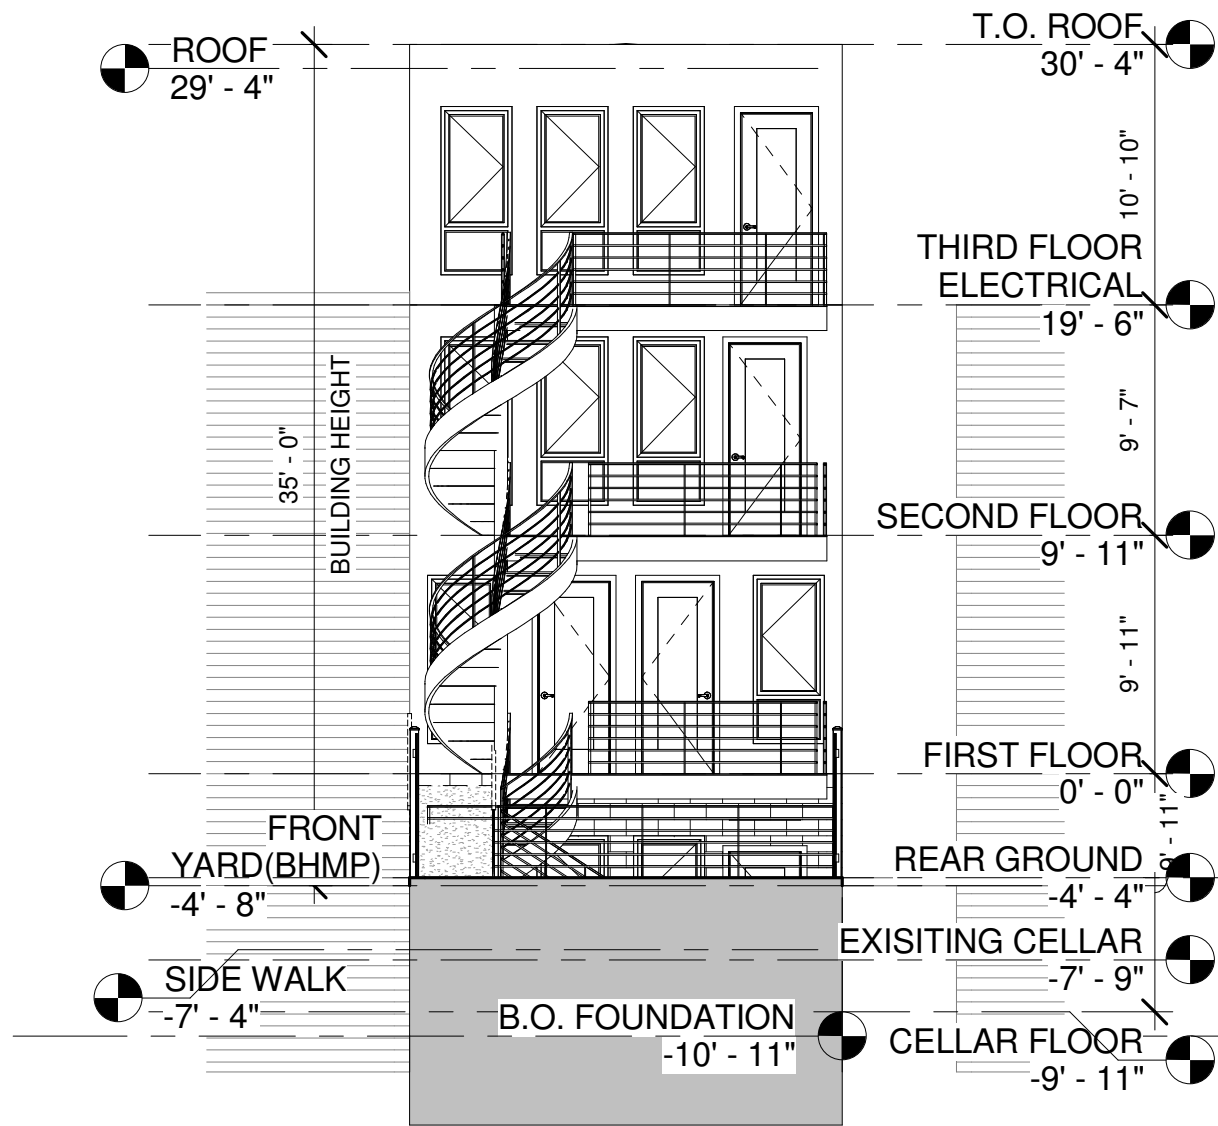 ROOF
29' - 4"
T.O. ROOF
30' - 4"
10' - 10"
THIRD FLOOR
ELECTRICAL
19' - 6"
35' - 0"
BUILDING HEIGHT
9' - 7"
SECOND FLOOR
9' - 11"
9' - 11"
FIRST FLOOR
0' - 0"
9' - 11"
FRONT
YARD(BHMP)
-4' - 8"
REAR GROUND
-4' - 4"
EXISITING CELLAR
-7' - 9"
SIDE WALK
-7' - 4"
B.O. FOUNDATION
-10' - 11"
CELLAR FLOOR
-9' - 11"